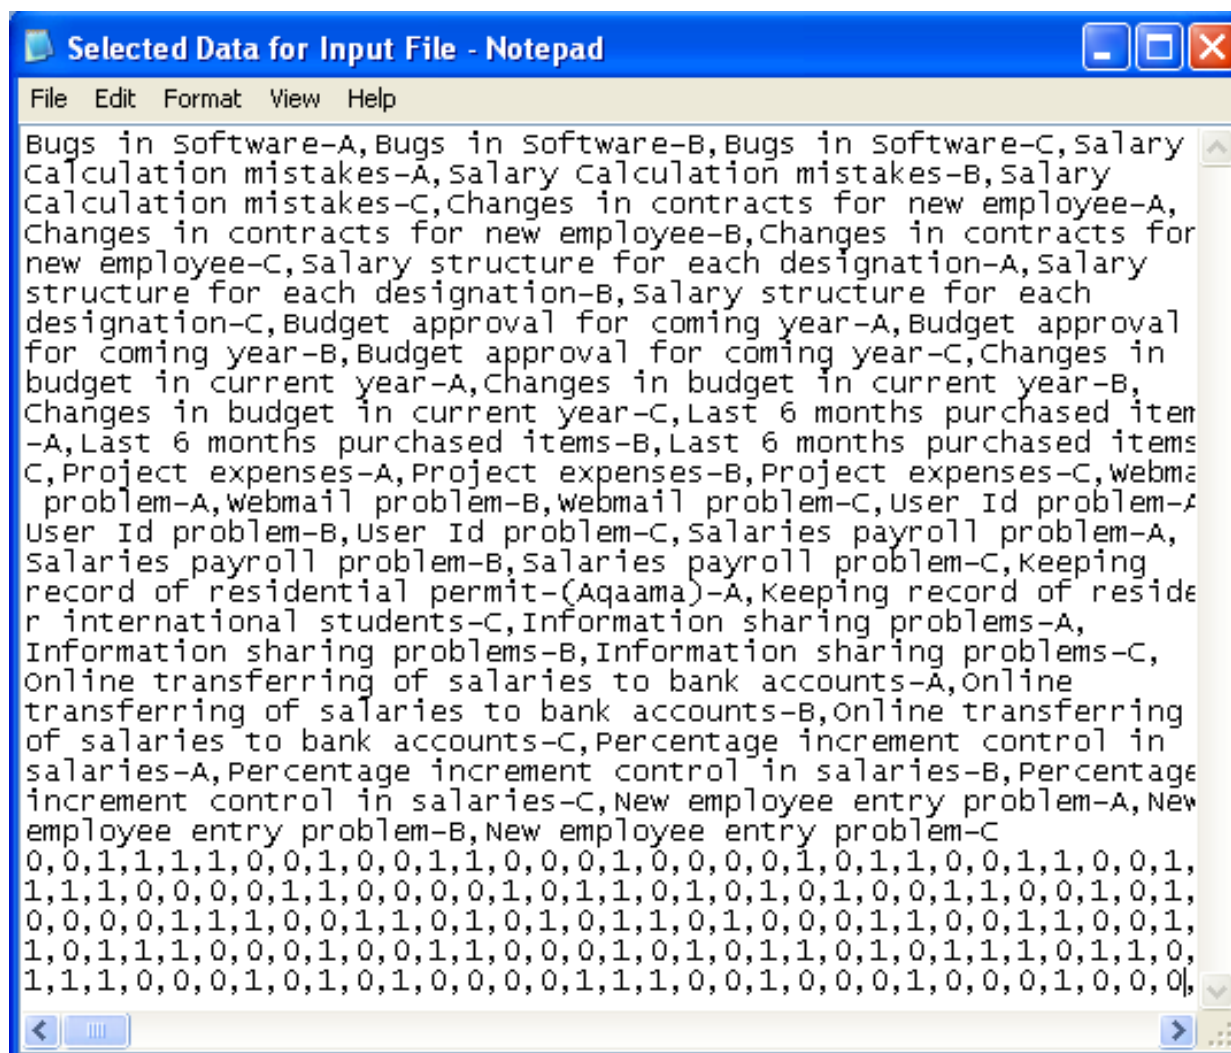 Selected Data for Input File - Notepad
File Edit Format View Help
Bugs in Software-A,Bugs in Software-B,Bugs in Software-C,Salary
Calculation mistakes-A,Salary Calculation mistakes-B,Salary
Calculation mistakes-C,Changes in contracts for new employee-A,
Changes in contracts for new employee-B,Changes in contracts for
new employee-C,Salary structure for each designation-A,Salary
structure for each designation-B,Salary structure for each
designation-C,Budget approval for coming year-A,Budget approval
for coming year-B,Budget approval for coming year-C,Changes in
budget in current year-A,Changes in budget in current year-B,
Changes in budget in current year-C,Last 6 months purchased item
-A,Last 6 months purchased items-B,Last 6 months purchased items
C,Project expenses-A,Project expenses-B,Project expenses-C,Webma
problem-A,Webmail problem-B,Webmail problem-C,User Id problem-A
User Id problem-B,User Id problem-C,Salaries payroll problem-A,
Salaries payroll problem-B,Salaries payroll problem-C,Keeping
record of residential permit-(Aqaama)-A,Keeping record of reside
r international students-C,Information sharing problems-A,
Information sharing problems-B,Information sharing problems-C,
Online transferring of salaries to bank accounts-A,Online
transferring of salaries to bank accounts-B,Online transferring
of salaries to bank accounts-C,Percentage increment control in
salaries-A,Percentage increment control in salaries-B,Percentage
increment control in salaries-C,New employee entry problem-A,New
employee entry problem-B,New employee entry problem-C
0,0,1,1,1,1,0,0,1,0,0,1,1,0,0,0,1,0,0,0,0,1,0,1,1,0,0,1,1,0,0,1,
1,1,1,0,0,0,0,1,1,0,0,0,0,1,0,1,1,0,1,0,1,0,0,1,1,0,0,1,0,1,
0,0,0,0,1,1,1,0,0,1,1,0,1,0,1,0,1,1,0,1,0,0,0,1,1,0,0,1,0,0,1,
1,0,1,1,1,0,0,0,1,0,0,1,1,0,1,0,0,1,0,1,1,0,1,0,1,1,1,0,1,1,0,
1,1,1,0,0,0,1,0,1,0,1,0,0,0,0,1,1,1,0,0,1,0,0,0,1,0,0,0,1,0,0,0,